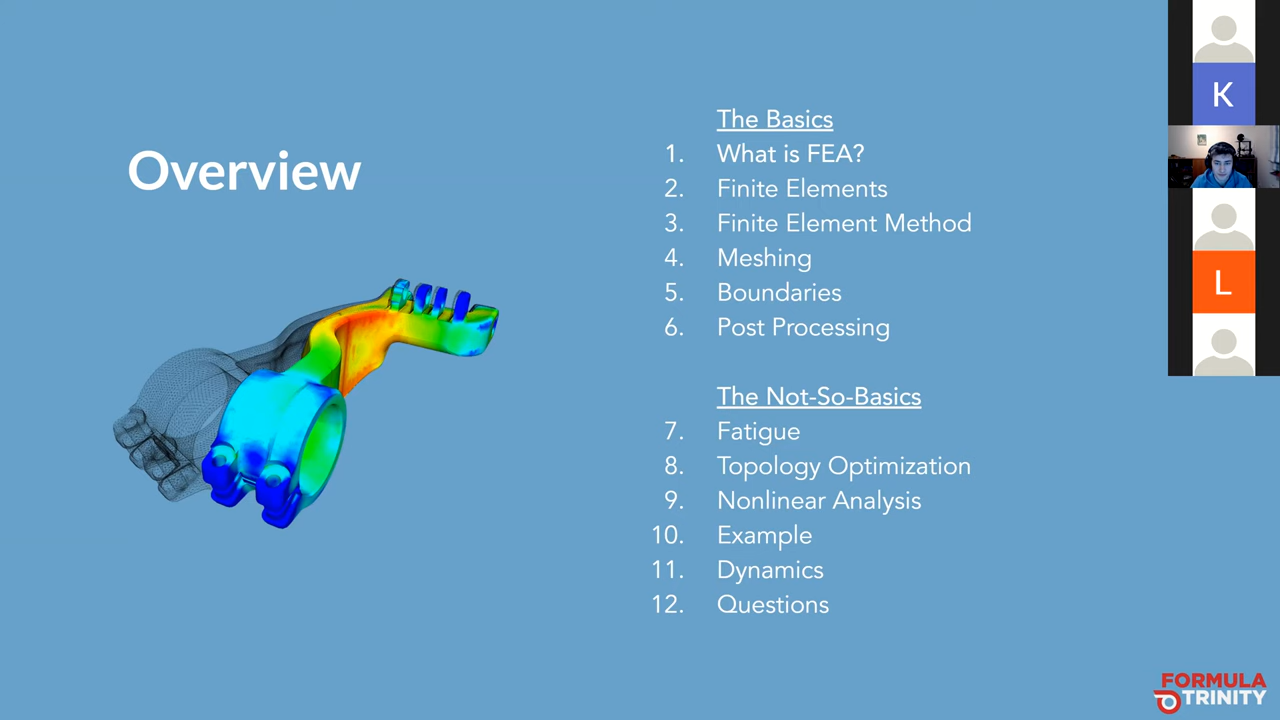 Overview
The Basics
1. What is FEA?
2. Finite Elements
3. Finite Element Method
4. Meshing
5. Boundaries
6. Post Processing
The Not-So-Basics
7. Fatigue
8. Topology Optimization
9. Nonlinear Analysis
10. Example
11. Dynamics
12. Questions
K
L
FORMULA
TRINITY